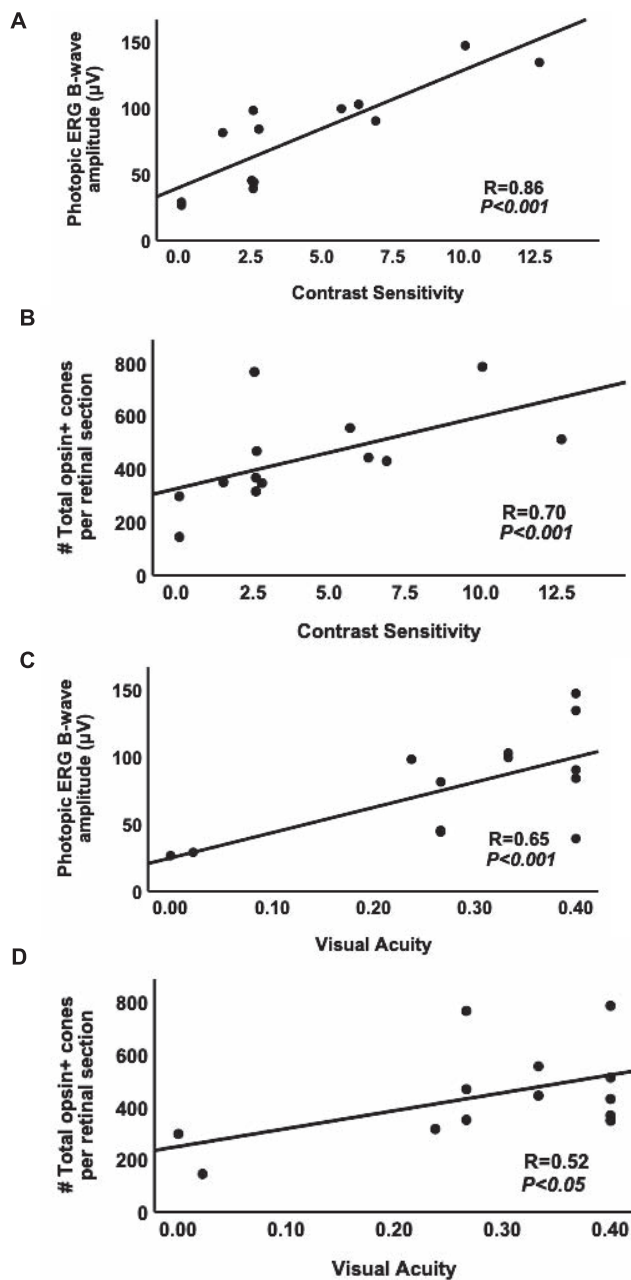 A
Photopic ERG B-wave
amplitude (µV)
150
100
50
0
R=0.86
P<0.001
0.0 2.5 5.0 7.5 10.0 12.5
Contrast Sensitivity
B
# Total opsin+ cones
per retinal section
800
600
400
200
0
R=0.70
P<0.001
0.0 2.5 5.0 7.5 10.0 12.5
Contrast Sensitivity
C
Photopic ERG B-wave
amplitude (µV)
150
100
50
0
R=0.65
P<0.001
0.00 0.10 0.20 0.30 0.40
Visual Acuity
D
# Total opsin+ cones
per retinal section
800
600
400
200
0
R=0.52
P<0.05
0.00 0.10 0.20 0.30 0.40
Visual Acuity